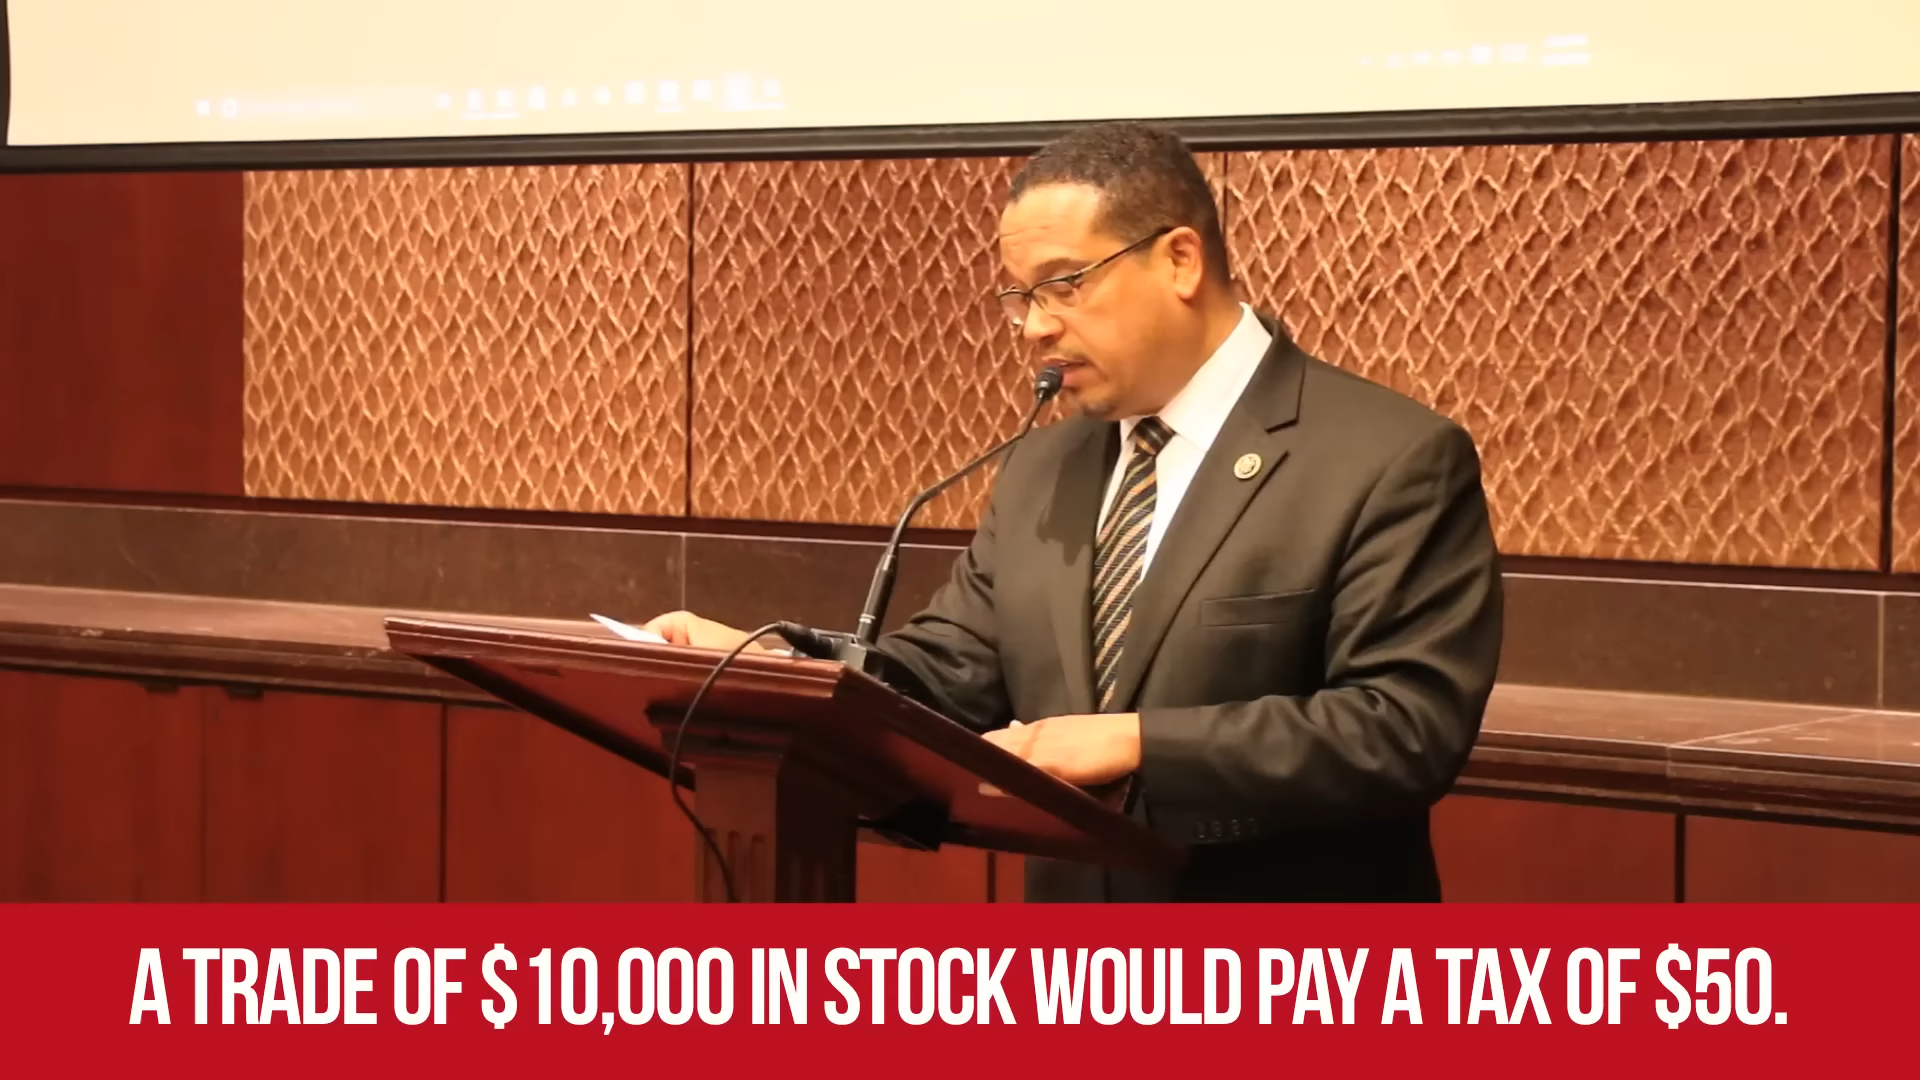 A TRADE OF $10,000 IN STOCK WOULD PAY A TAX OF $50.